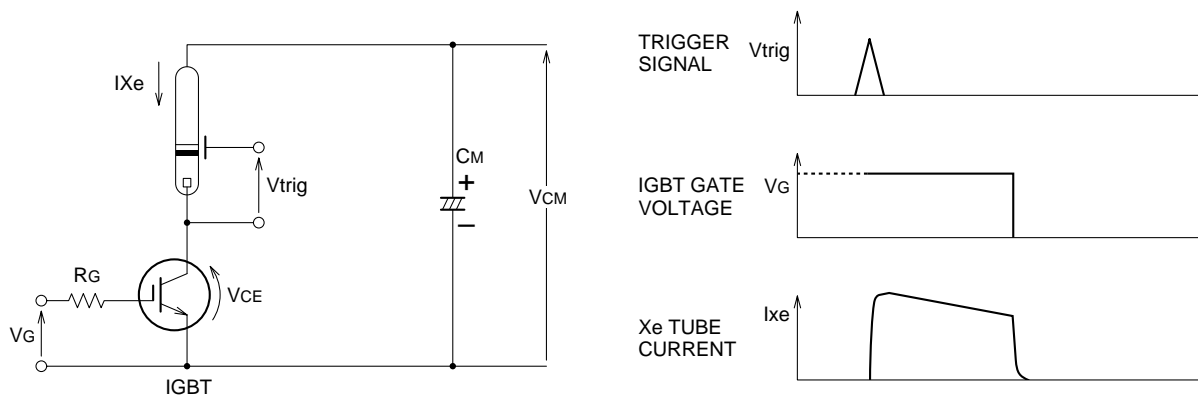 IXe
Vtrig
CM
+
−
VCM
RG
VCE
VG
IGBT
TRIGGER
SIGNAL
Vtrig
IGBT GATE
VOLTAGE
VG
Xe TUBE
CURRENT
Ixe